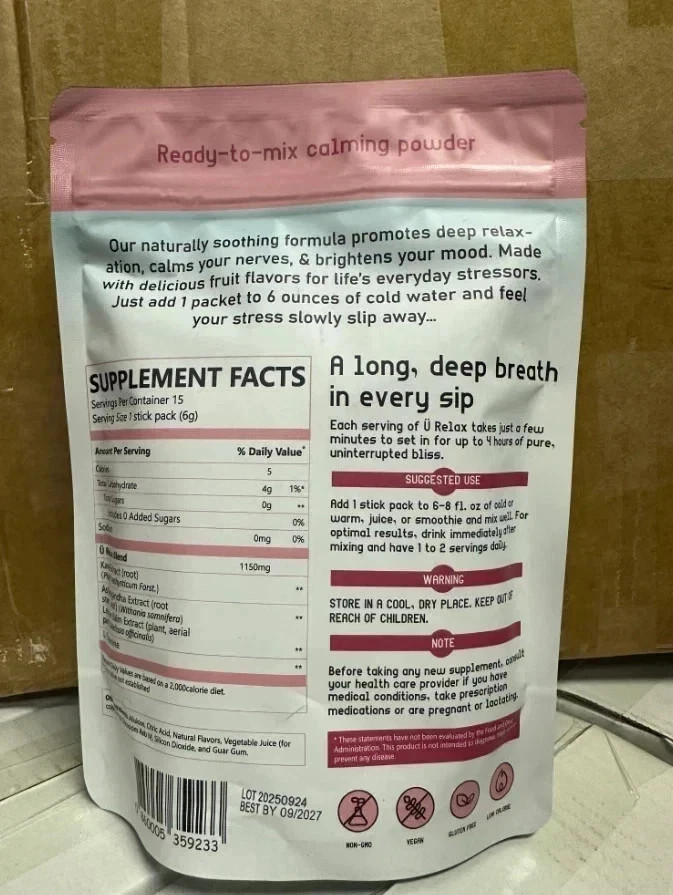 Ready-to-mix calming powder
Our naturally soothing formula promotes deep relax-
ation, calms your nerves, & brightens your mood. Made
with delicious fruit flavors for life's everyday stressors.
Just add 1 packet to 6 ounces of cold water and feel
your stress slowly slip away...
SUPPLEMENT FACTS
Servings Per Container 15
Serving Size 1 stick pack (6g)
Amount Per Serving % Daily Value*
Calories 5
Total Carbohydrate 4g 1%*
Total Sugars 0g **
Includes 0 Added Sugars 0%
Sodium 0mg 0%
Ü Blend 1150mg
Extract (root)
Forst.) **
Extract (root
(Withania somnifera) **
Extract (plant, aerial
officinalis) **
**
Daily Values are based on a 2,000calorie diet.
not established
Allulose, Citric Acid, Natural Flavors, Vegetable Juice (for
Silicon Dioxide, and Guar Gum.
A long, deep breath
in every sip
Each serving of Ü Relax takes just a few
minutes to set in for up to 4 hours of pure,
uninterrupted bliss.
SUGGESTED USE
Add 1 stick pack to 6-8 fl. oz of cold or
warm, juice, or smoothie and mix well. For
optimal results, drink immediately after
mixing and have 1 to 2 servings daily.
WARNING
STORE IN A COOL, DRY PLACE. KEEP OUT OF
REACH OF CHILDREN.
NOTE
Before taking any new supplement, consult
your health care provider if you have
medical conditions, take prescription
medications or are pregnant or lactating.
* These statements have not been evaluated by the Food and Drug
Administration. This product is not intended to diagnose,
prevent any disease.
359233
LOT 20250924
BEST BY 09/2027
NON-GMO
VEGAN
GLUTEN FREE
LOW CALORIE